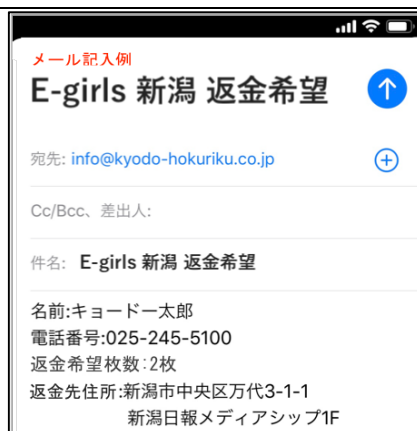 メール記入例
E-girls 新潟 返金希望
宛先: info@kyodo-hokuriku.co.jp
Cc/Bcc、差出人:
件名: E-girls 新潟 返金希望
名前:キョードー太郎
電話番号:025-245-5100
返金希望枚数:2枚
返金先住所:新潟市中央区万代3-1-1
新潟日報メディアシップ1F